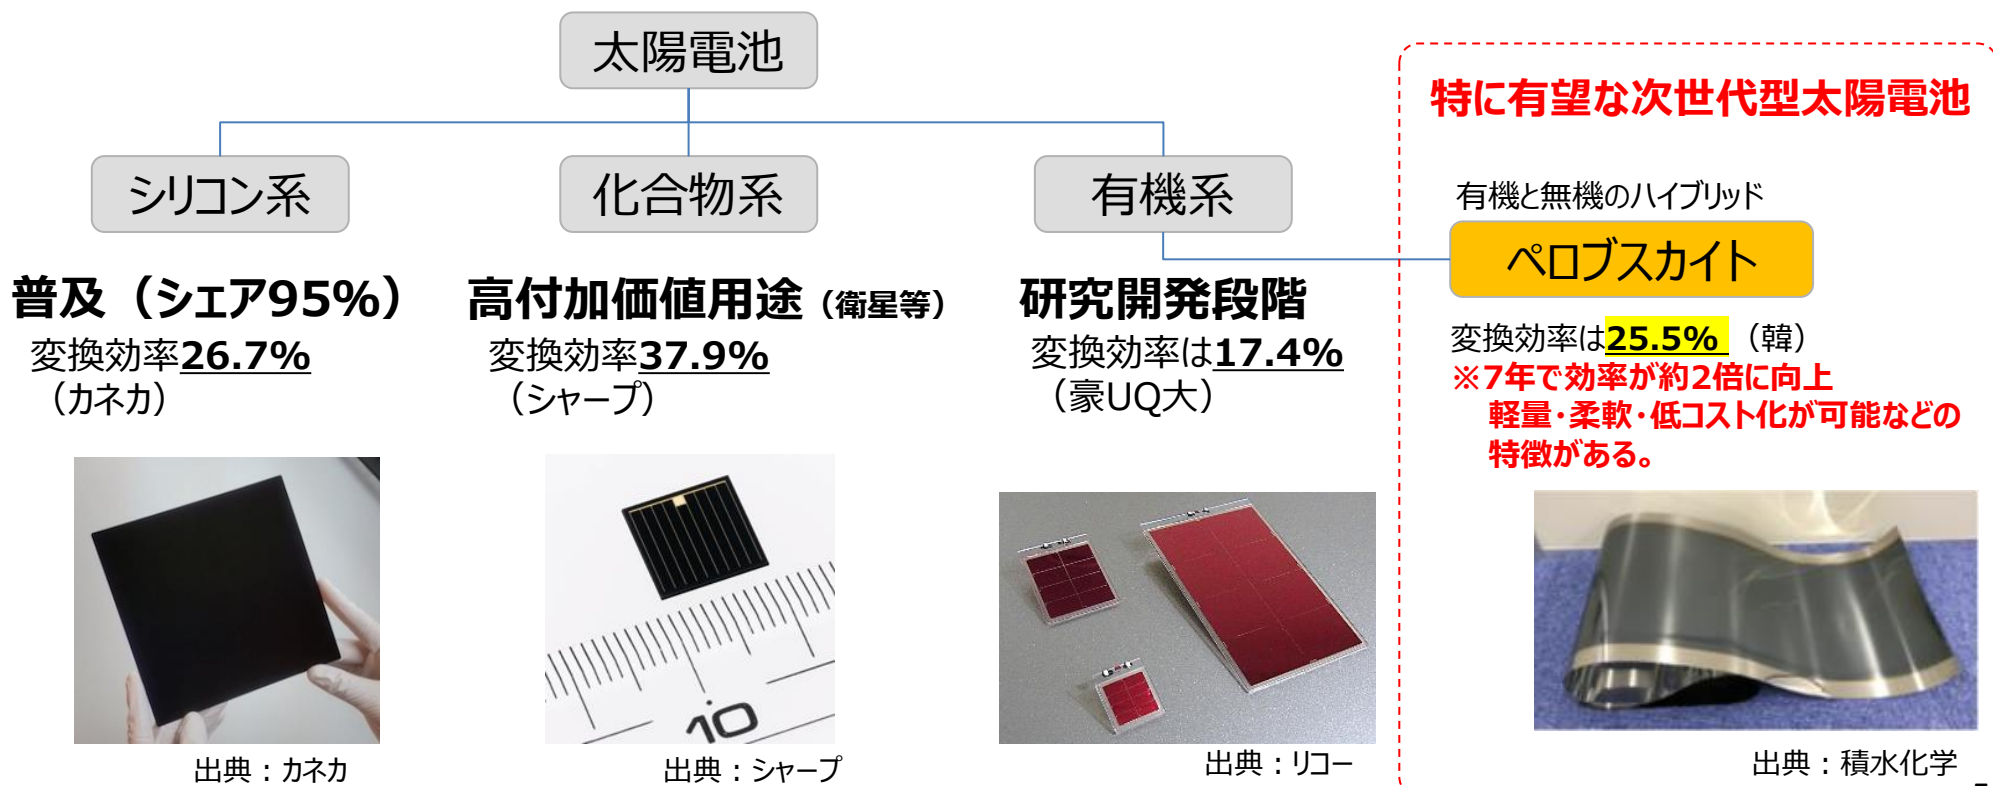 太陽電池
シリコン系
化合物系
有機系
普及（シェア95%）
変換効率26.7%
（カネカ）
高付加価値用途（衛星等）
変換効率37.9%
（シャープ）
研究開発段階
変換効率は17.4%
（豪UQ大）
特に有望な次世代型太陽電池
有機と無機のハイブリッド
ペロブスカイト
変換効率は25.5%（韓）
※7年で効率が約2倍に向上
軽量・柔軟・低コスト化が可能などの
特徴がある。
10
出典：カネカ
出典：シャープ
出典：リコー
出典：積水化学